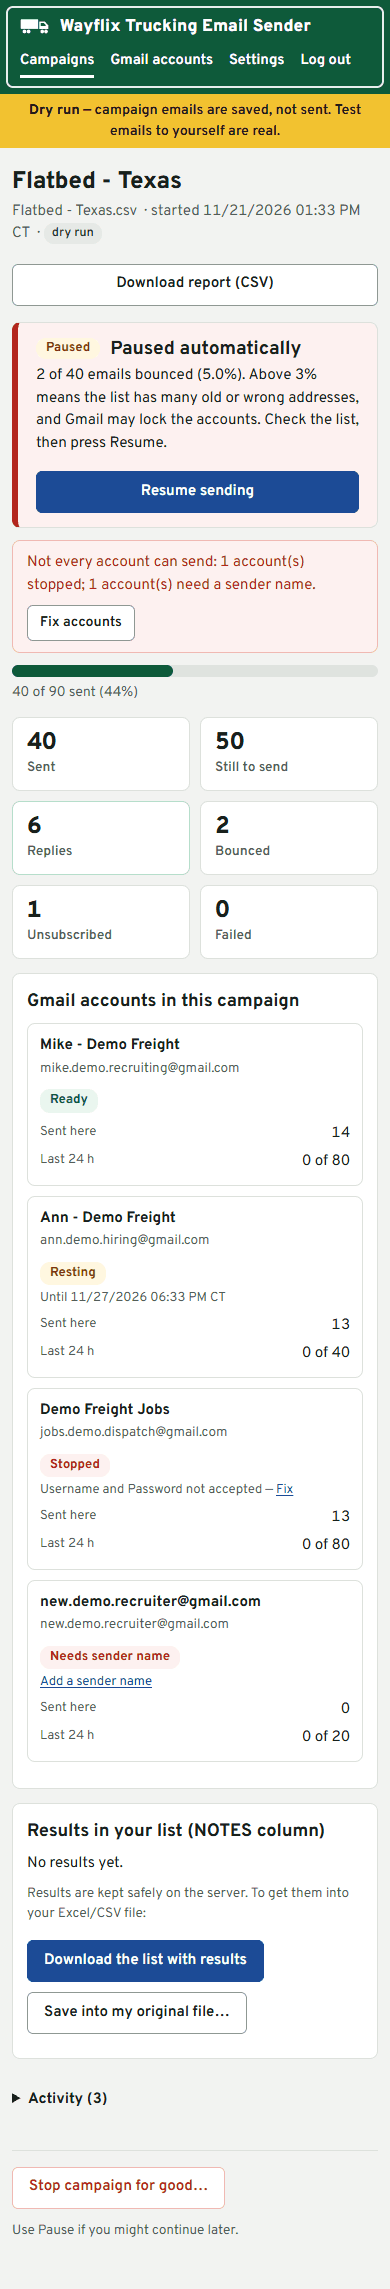 Wayflix Trucking Email Sender
Campaigns Gmail accounts Settings Log out
Dry run — campaign emails are saved, not sent. Test
emails to yourself are real.
Flatbed - Texas
Flatbed - Texas.csv · started 11/21/2026 01:33 PM
CT · dry run
Download report (CSV)
Paused Paused automatically
2 of 40 emails bounced (5.0%). Above 3%
means the list has many old or wrong addresses,
and Gmail may lock the accounts. Check the list,
then press Resume.
Resume sending
Not every account can send: 1 account(s)
stopped; 1 account(s) need a sender name.
Fix accounts
40 of 90 sent (44%)
40 50
Sent Still to send
6 2
Replies Bounced
1 0
Unsubscribed Failed
Gmail accounts in this campaign
Mike - Demo Freight
mike.demo.recruiting@gmail.com
Ready
Sent here 14
Last 24 h 0 of 80
Ann - Demo Freight
ann.demo.hiring@gmail.com
Resting
Until 11/27/2026 06:33 PM CT
Sent here 13
Last 24 h 0 of 40
Demo Freight Jobs
jobs.demo.dispatch@gmail.com
Stopped
Username and Password not accepted — Fix
Sent here 13
Last 24 h 0 of 80
new.demo.recruiter@gmail.com
new.demo.recruiter@gmail.com
Needs sender name
Add a sender name
Sent here 0
Last 24 h 0 of 20
Results in your list (NOTES column)
No results yet.
Results are kept safely on the server. To get them into
your Excel/CSV file:
Download the list with results
Save into my original file...
Activity (3)
Stop campaign for good...
Use Pause if you might continue later.